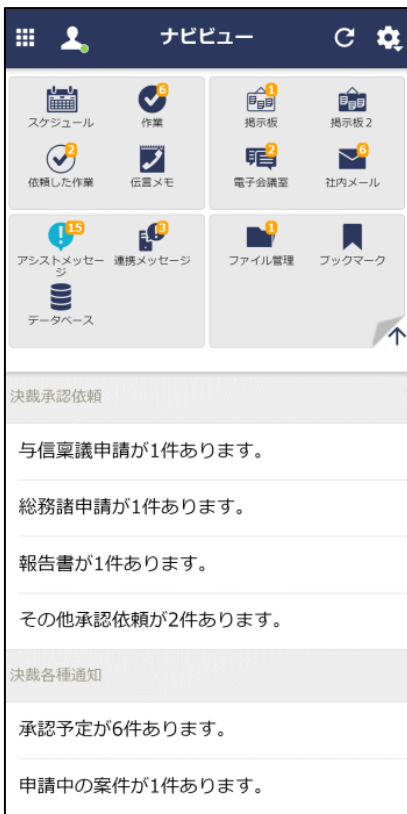 ナビビュー
6
1
スケジュール 作業 掲示板 掲示板2
2
2
6
依頼した作業 伝言メモ 電子会議室 社内メール
15
3
1
アシストメッセー 連携メッセージ ファイル管理 ブックマーク
ジ
データベース
決裁承認依頼
与信稟議申請が1件あります。
総務諸申請が1件あります。
報告書が1件あります。
その他承認依頼が2件あります。
決裁各種通知
承認予定が6件あります。
申請中の案件が1件あります。